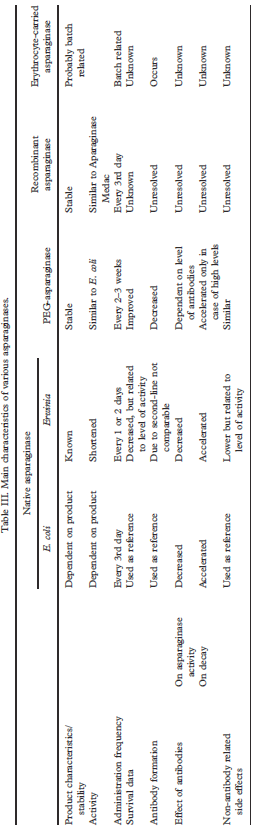 Table III. Main characteristics of various asparaginases.
Native asparaginase
E. coli Erwinia PEG-asparaginase Recombinant asparaginase Erythrocyte-carried asparaginase
Product characteristics/ stability Dependent on product Known Stable Stable Probably batch related
Activity Dependent on product Shortened Similar to E. coli Similar to Aparaginase Medac
Administration frequency Every 3rd day Every 1 or 2 days Every 2–3 weeks Every 3rd day Batch related
Survival data Used as reference Decreased, but related to level of activity Improved Unknown Unknown
Antibody formation Used as reference Due to second-line not comparable Decreased Unresolved Occurs
Effect of antibodies On asparaginase activity Decreased Decreased Dependent on level of antibodies Unresolved Unknown
On decay Accelerated Accelerated Accelerated only in case of high levels Unresolved Unknown
Non-antibody related side effects Used as reference Lower but related to level of activity Similar Unresolved Unknown